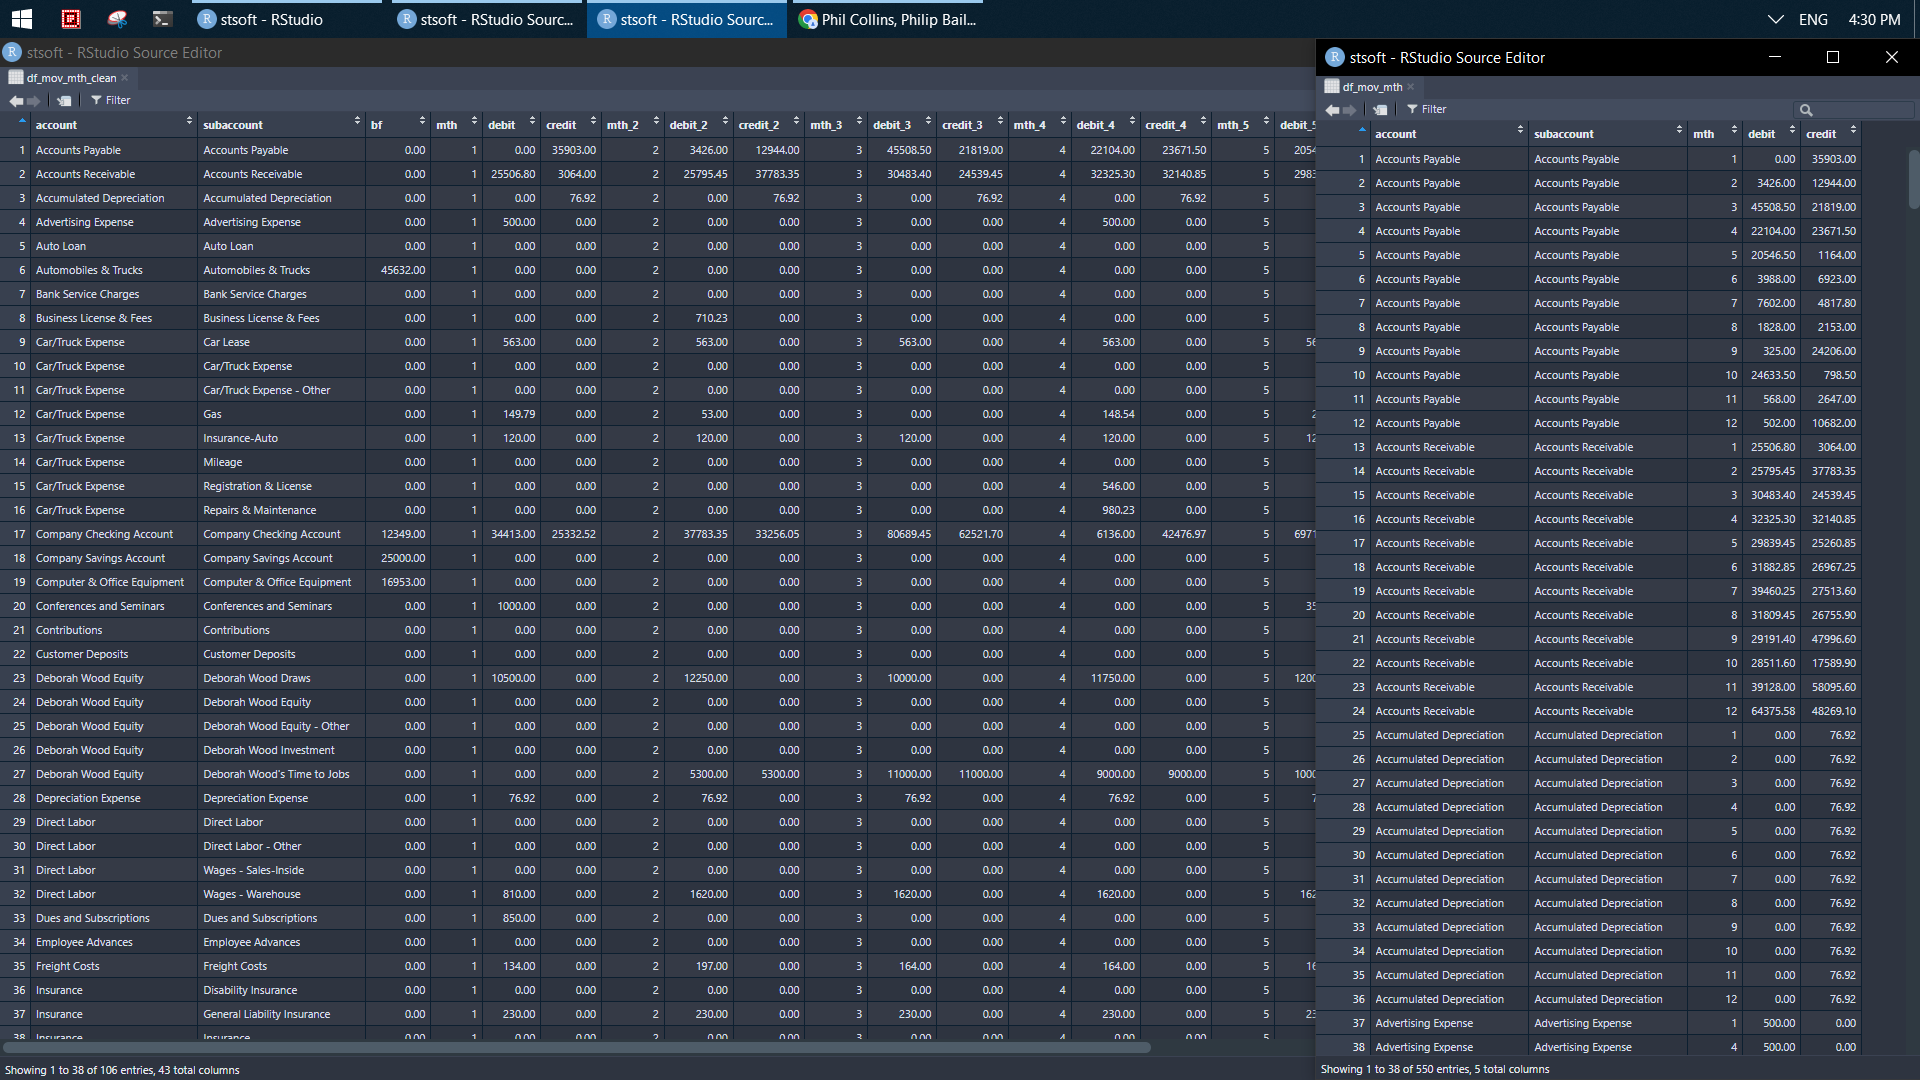 stsoft - RStudio
stsoft - RStudio Sourc...
stsoft - RStudio Sourc...
Phil Collins, Philip Bail...
ENG
4:30 PM
stsoft - RStudio Source Editor
df_mov_mth_clean
Filter
account subaccount bf mth debit credit mth_2 debit_2 credit_2 mth_3 debit_3 credit_3 mth_4 debit_4 credit_4 mth_5 debit_5
1 Accounts Payable Accounts Payable 0.00 1 0.00 35903.00 2 3426.00 12944.00 3 45508.50 21819.00 4 22104.00 23671.50 5 2054
2 Accounts Receivable Accounts Receivable 0.00 1 25506.80 3064.00 2 25795.45 37783.35 3 30483.40 24539.45 4 32325.30 32140.85 5 2983
3 Accumulated Depreciation Accumulated Depreciation 0.00 1 0.00 76.92 2 0.00 76.92 3 0.00 76.92 4 0.00 76.92 5
4 Advertising Expense Advertising Expense 0.00 1 500.00 0.00 2 0.00 0.00 3 0.00 0.00 4 500.00 0.00 5
5 Auto Loan Auto Loan 0.00 1 0.00 0.00 2 0.00 0.00 3 0.00 0.00 4 0.00 0.00 5
6 Automobiles & Trucks Automobiles & Trucks 45632.00 1 0.00 0.00 2 0.00 0.00 3 0.00 0.00 4 0.00 0.00 5
7 Bank Service Charges Bank Service Charges 0.00 1 0.00 0.00 2 0.00 0.00 3 0.00 0.00 4 0.00 0.00 5
8 Business License & Fees Business License & Fees 0.00 1 0.00 0.00 2 710.23 0.00 3 0.00 0.00 4 0.00 0.00 5
9 Car/Truck Expense Car Lease 0.00 1 563.00 0.00 2 563.00 0.00 3 563.00 0.00 4 563.00 0.00 5 56
10 Car/Truck Expense Car/Truck Expense 0.00 1 0.00 0.00 2 0.00 0.00 3 0.00 0.00 4 0.00 0.00 5
11 Car/Truck Expense Car/Truck Expense - Other 0.00 1 0.00 0.00 2 0.00 0.00 3 0.00 0.00 4 0.00 0.00 5
12 Car/Truck Expense Gas 0.00 1 149.79 0.00 2 53.00 0.00 3 0.00 0.00 4 148.54 0.00 5 2
13 Car/Truck Expense Insurance-Auto 0.00 1 120.00 0.00 2 120.00 0.00 3 120.00 0.00 4 120.00 0.00 5 12
14 Car/Truck Expense Mileage 0.00 1 0.00 0.00 2 0.00 0.00 3 0.00 0.00 4 0.00 0.00 5
15 Car/Truck Expense Registration & License 0.00 1 0.00 0.00 2 0.00 0.00 3 0.00 0.00 4 546.00 0.00 5
16 Car/Truck Expense Repairs & Maintenance 0.00 1 0.00 0.00 2 0.00 0.00 3 0.00 0.00 4 980.23 0.00 5
17 Company Checking Account Company Checking Account 12349.00 1 34413.00 25332.52 2 37783.35 33256.05 3 80689.45 62521.70 4 6136.00 42476.97 5 6971
18 Company Savings Account Company Savings Account 25000.00 1 0.00 0.00 2 0.00 0.00 3 0.00 0.00 4 0.00 0.00 5
19 Computer & Office Equipment Computer & Office Equipment 16953.00 1 0.00 0.00 2 0.00 0.00 3 0.00 0.00 4 0.00 0.00 5
20 Conferences and Seminars Conferences and Seminars 0.00 1 1000.00 0.00 2 0.00 0.00 3 0.00 0.00 4 0.00 0.00 5 35
21 Contributions Contributions 0.00 1 0.00 0.00 2 0.00 0.00 3 0.00 0.00 4 0.00 0.00 5
22 Customer Deposits Customer Deposits 0.00 1 0.00 0.00 2 0.00 0.00 3 0.00 0.00 4 0.00 0.00 5
23 Deborah Wood Equity Deborah Wood Draws 0.00 1 10500.00 0.00 2 12250.00 0.00 3 10000.00 0.00 4 11750.00 0.00 5 1200
24 Deborah Wood Equity Deborah Wood Equity 0.00 1 0.00 0.00 2 0.00 0.00 3 0.00 0.00 4 0.00 0.00 5
25 Deborah Wood Equity Deborah Wood Equity - Other 0.00 1 0.00 0.00 2 0.00 0.00 3 0.00 0.00 4 0.00 0.00 5
26 Deborah Wood Equity Deborah Wood Investment 0.00 1 0.00 0.00 2 0.00 0.00 3 0.00 0.00 4 0.00 0.00 5
27 Deborah Wood Equity Deborah Wood's Time to Jobs 0.00 1 0.00 0.00 2 5300.00 5300.00 3 11000.00 11000.00 4 9000.00 9000.00 5 1000
28 Depreciation Expense Depreciation Expense 0.00 1 76.92 0.00 2 76.92 0.00 3 76.92 0.00 4 76.92 0.00 5 7
29 Direct Labor Direct Labor 0.00 1 0.00 0.00 2 0.00 0.00 3 0.00 0.00 4 0.00 0.00 5
30 Direct Labor Direct Labor - Other 0.00 1 0.00 0.00 2 0.00 0.00 3 0.00 0.00 4 0.00 0.00 5
31 Direct Labor Wages - Sales-Inside 0.00 1 0.00 0.00 2 0.00 0.00 3 0.00 0.00 4 0.00 0.00 5
32 Direct Labor Wages - Warehouse 0.00 1 810.00 0.00 2 1620.00 0.00 3 1620.00 0.00 4 1620.00 0.00 5 162
33 Dues and Subscriptions Dues and Subscriptions 0.00 1 850.00 0.00 2 0.00 0.00 3 0.00 0.00 4 0.00 0.00 5
34 Employee Advances Employee Advances 0.00 1 0.00 0.00 2 0.00 0.00 3 0.00 0.00 4 0.00 0.00 5
35 Freight Costs Freight Costs 0.00 1 134.00 0.00 2 197.00 0.00 3 164.00 0.00 4 164.00 0.00 5 16
36 Insurance Disability Insurance 0.00 1 0.00 0.00 2 0.00 0.00 3 0.00 0.00 4 0.00 0.00 5
37 Insurance General Liability Insurance 0.00 1 230.00 0.00 2 230.00 0.00 3 230.00 0.00 4 230.00 0.00 5 23
38 Insurance Insurance 0.00 1 0.00 0.00 2 0.00 0.00 3 0.00 0.00 4 0.00 0.00 5
Showing 1 to 38 of 106 entries, 43 total columns
stsoft - RStudio Source Editor
df_mov_mth
Filter
account subaccount mth debit credit
1 Accounts Payable Accounts Payable 1 0.00 35903.00
2 Accounts Payable Accounts Payable 2 3426.00 12944.00
3 Accounts Payable Accounts Payable 3 45508.50 21819.00
4 Accounts Payable Accounts Payable 4 22104.00 23671.50
5 Accounts Payable Accounts Payable 5 20546.50 1164.00
6 Accounts Payable Accounts Payable 6 3988.00 6923.00
7 Accounts Payable Accounts Payable 7 7602.00 4817.80
8 Accounts Payable Accounts Payable 8 1828.00 2153.00
9 Accounts Payable Accounts Payable 9 325.00 24206.00
10 Accounts Payable Accounts Payable 10 24633.50 798.50
11 Accounts Payable Accounts Payable 11 568.00 2647.00
12 Accounts Payable Accounts Payable 12 502.00 10682.00
13 Accounts Receivable Accounts Receivable 1 25506.80 3064.00
14 Accounts Receivable Accounts Receivable 2 25795.45 37783.35
15 Accounts Receivable Accounts Receivable 3 30483.40 24539.45
16 Accounts Receivable Accounts Receivable 4 32325.30 32140.85
17 Accounts Receivable Accounts Receivable 5 29839.45 25260.85
18 Accounts Receivable Accounts Receivable 6 31882.85 26967.25
19 Accounts Receivable Accounts Receivable 7 39460.25 27513.60
20 Accounts Receivable Accounts Receivable 8 31809.45 26755.90
21 Accounts Receivable Accounts Receivable 9 29191.40 47996.60
22 Accounts Receivable Accounts Receivable 10 28511.60 17589.90
23 Accounts Receivable Accounts Receivable 11 39128.00 58095.60
24 Accounts Receivable Accounts Receivable 12 64375.58 48269.10
25 Accumulated Depreciation Accumulated Depreciation 1 0.00 76.92
26 Accumulated Depreciation Accumulated Depreciation 2 0.00 76.92
27 Accumulated Depreciation Accumulated Depreciation 3 0.00 76.92
28 Accumulated Depreciation Accumulated Depreciation 4 0.00 76.92
29 Accumulated Depreciation Accumulated Depreciation 5 0.00 76.92
30 Accumulated Depreciation Accumulated Depreciation 6 0.00 76.92
31 Accumulated Depreciation Accumulated Depreciation 7 0.00 76.92
32 Accumulated Depreciation Accumulated Depreciation 8 0.00 76.92
33 Accumulated Depreciation Accumulated Depreciation 9 0.00 76.92
34 Accumulated Depreciation Accumulated Depreciation 10 0.00 76.92
35 Accumulated Depreciation Accumulated Depreciation 11 0.00 76.92
36 Accumulated Depreciation Accumulated Depreciation 12 0.00 76.92
37 Advertising Expense Advertising Expense 1 500.00 0.00
38 Advertising Expense Advertising Expense 4 500.00 0.00
Showing 1 to 38 of 550 entries, 5 total columns